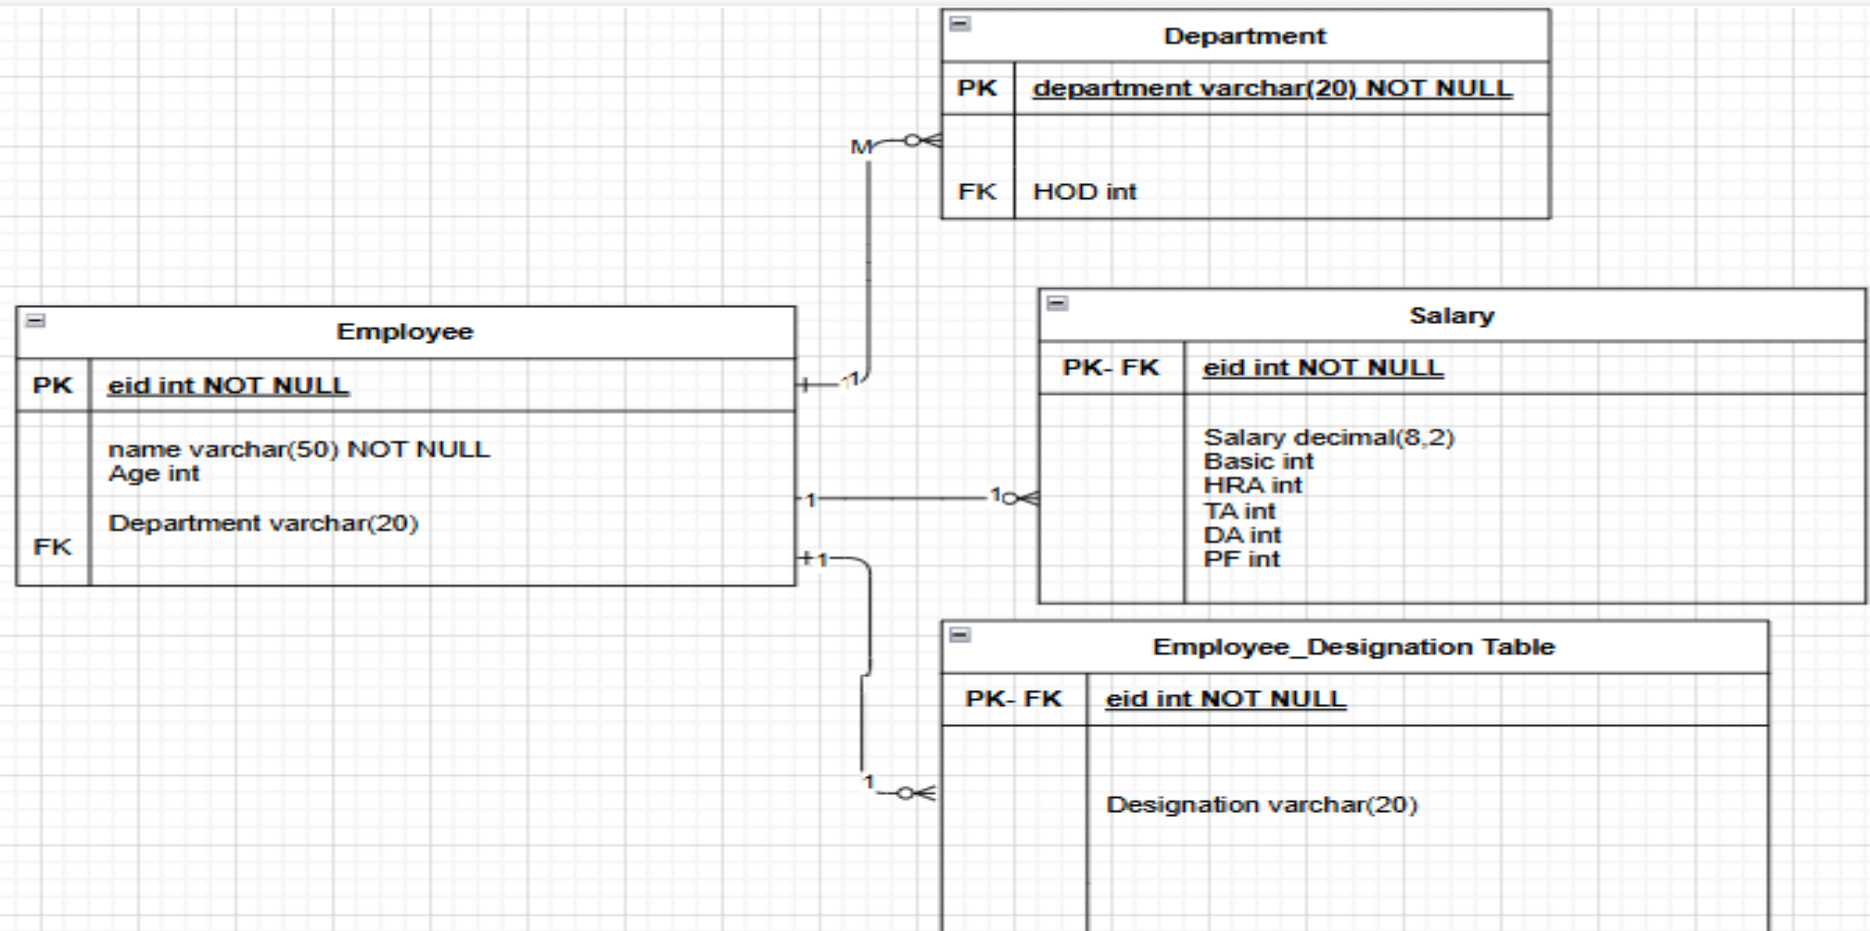 Department
PK department varchar(20) NOT NULL
M
FK HOD int
Employee
PK eid int NOT NULL
1
name varchar(50) NOT NULL
Age int
Department varchar(20)
FK
1
1
1
Salary
PK- FK eid int NOT NULL
Salary decimal(8,2)
Basic int
HRA int
TA int
DA int
PF int
Employee_Designation Table
PK- FK eid int NOT NULL
1
Designation varchar(20)